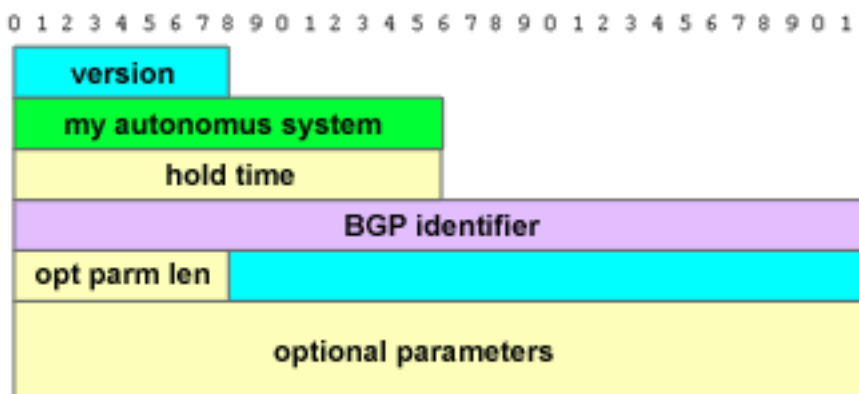 0 1 2 3 4 5 6 7 8 9 0 1 2 3 4 5 6 7 8 9 0 1 2 3 4 5 6 7 8 9 0 1
version
my autonomus system
hold time
BGP identifier
opt parm len
optional parameters